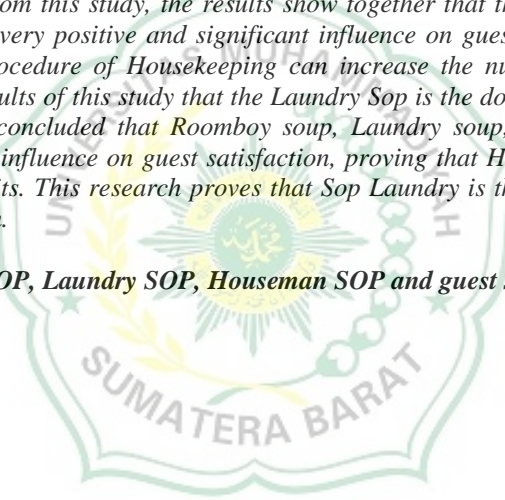 from this study, the results show together that th
very positive and significant influence on gues
ocedure of Housekeeping can increase the nu
ults of this study that the Laundry Sop is the do
concluded that Roomboy soup, Laundry soup,
influence on guest satisfaction, proving that H
its. This research proves that Sop Laundry is th
.
OP, Laundry SOP, Houseman SOP and guest s
UNIVERSITAS MUHAMMADIYAH
SUMATERA BARAT